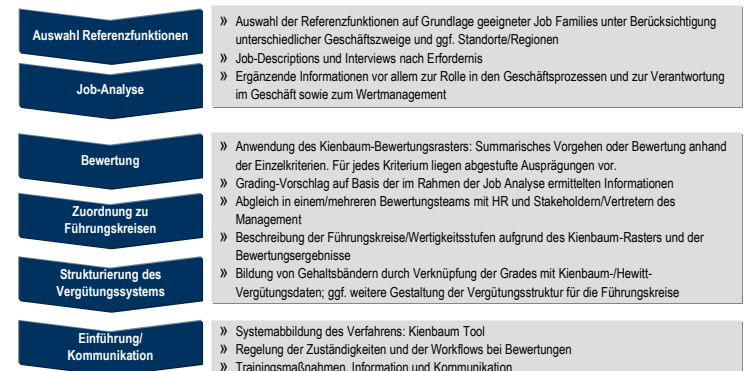 Auswahl Referenzfunktionen
» Auswahl der Referenzfunktionen auf Grundlage geeigneter Job Families unter Berücksichtigung
unterschiedlicher Geschäftszweige und ggf. Standorte/Regionen
» Job-Descriptions und Interviews nach Erfordernis
Job-Analyse
» Ergänzende Informationen vor allem zur Rolle in den Geschäftsprozessen und zur Verantwortung
im Geschäft sowie zum Wertmanagement
Bewertung
» Anwendung des Kienbaum-Bewertungsrasters: Summarisches Vorgehen oder Bewertung anhand
der Einzelkriterien. Für jedes Kriterium liegen abgestufte Ausprägungen vor.
» Grading-Vorschlag auf Basis der im Rahmen der Job Analyse ermittelten Informationen
Zuordnung zu
Führungskreisen
» Abgleich in einem/mehreren Bewertungsteams mit HR und Stakeholdern/Vertretern des
Management
» Beschreibung der Führungskreise/Wertigkeitsstufen aufgrund des Kienbaum-Rasters und der
Bewertungsergebnisse
Strukturierung des
Vergütungssystems
» Bildung von Gehaltsbändern durch Verknüpfung der Grades mit Kienbaum-/Hewitt-
Vergütungsdaten; ggf. weitere Gestaltung der Vergütungsstruktur für die Führungskreise
Einführung/
Kommunikation
» Systemabbildung des Verfahrens: Kienbaum Tool
» Regelung der Zuständigkeiten und der Workflows bei Bewertungen
» Trainingsmaßnahmen, Information und Kommunikation